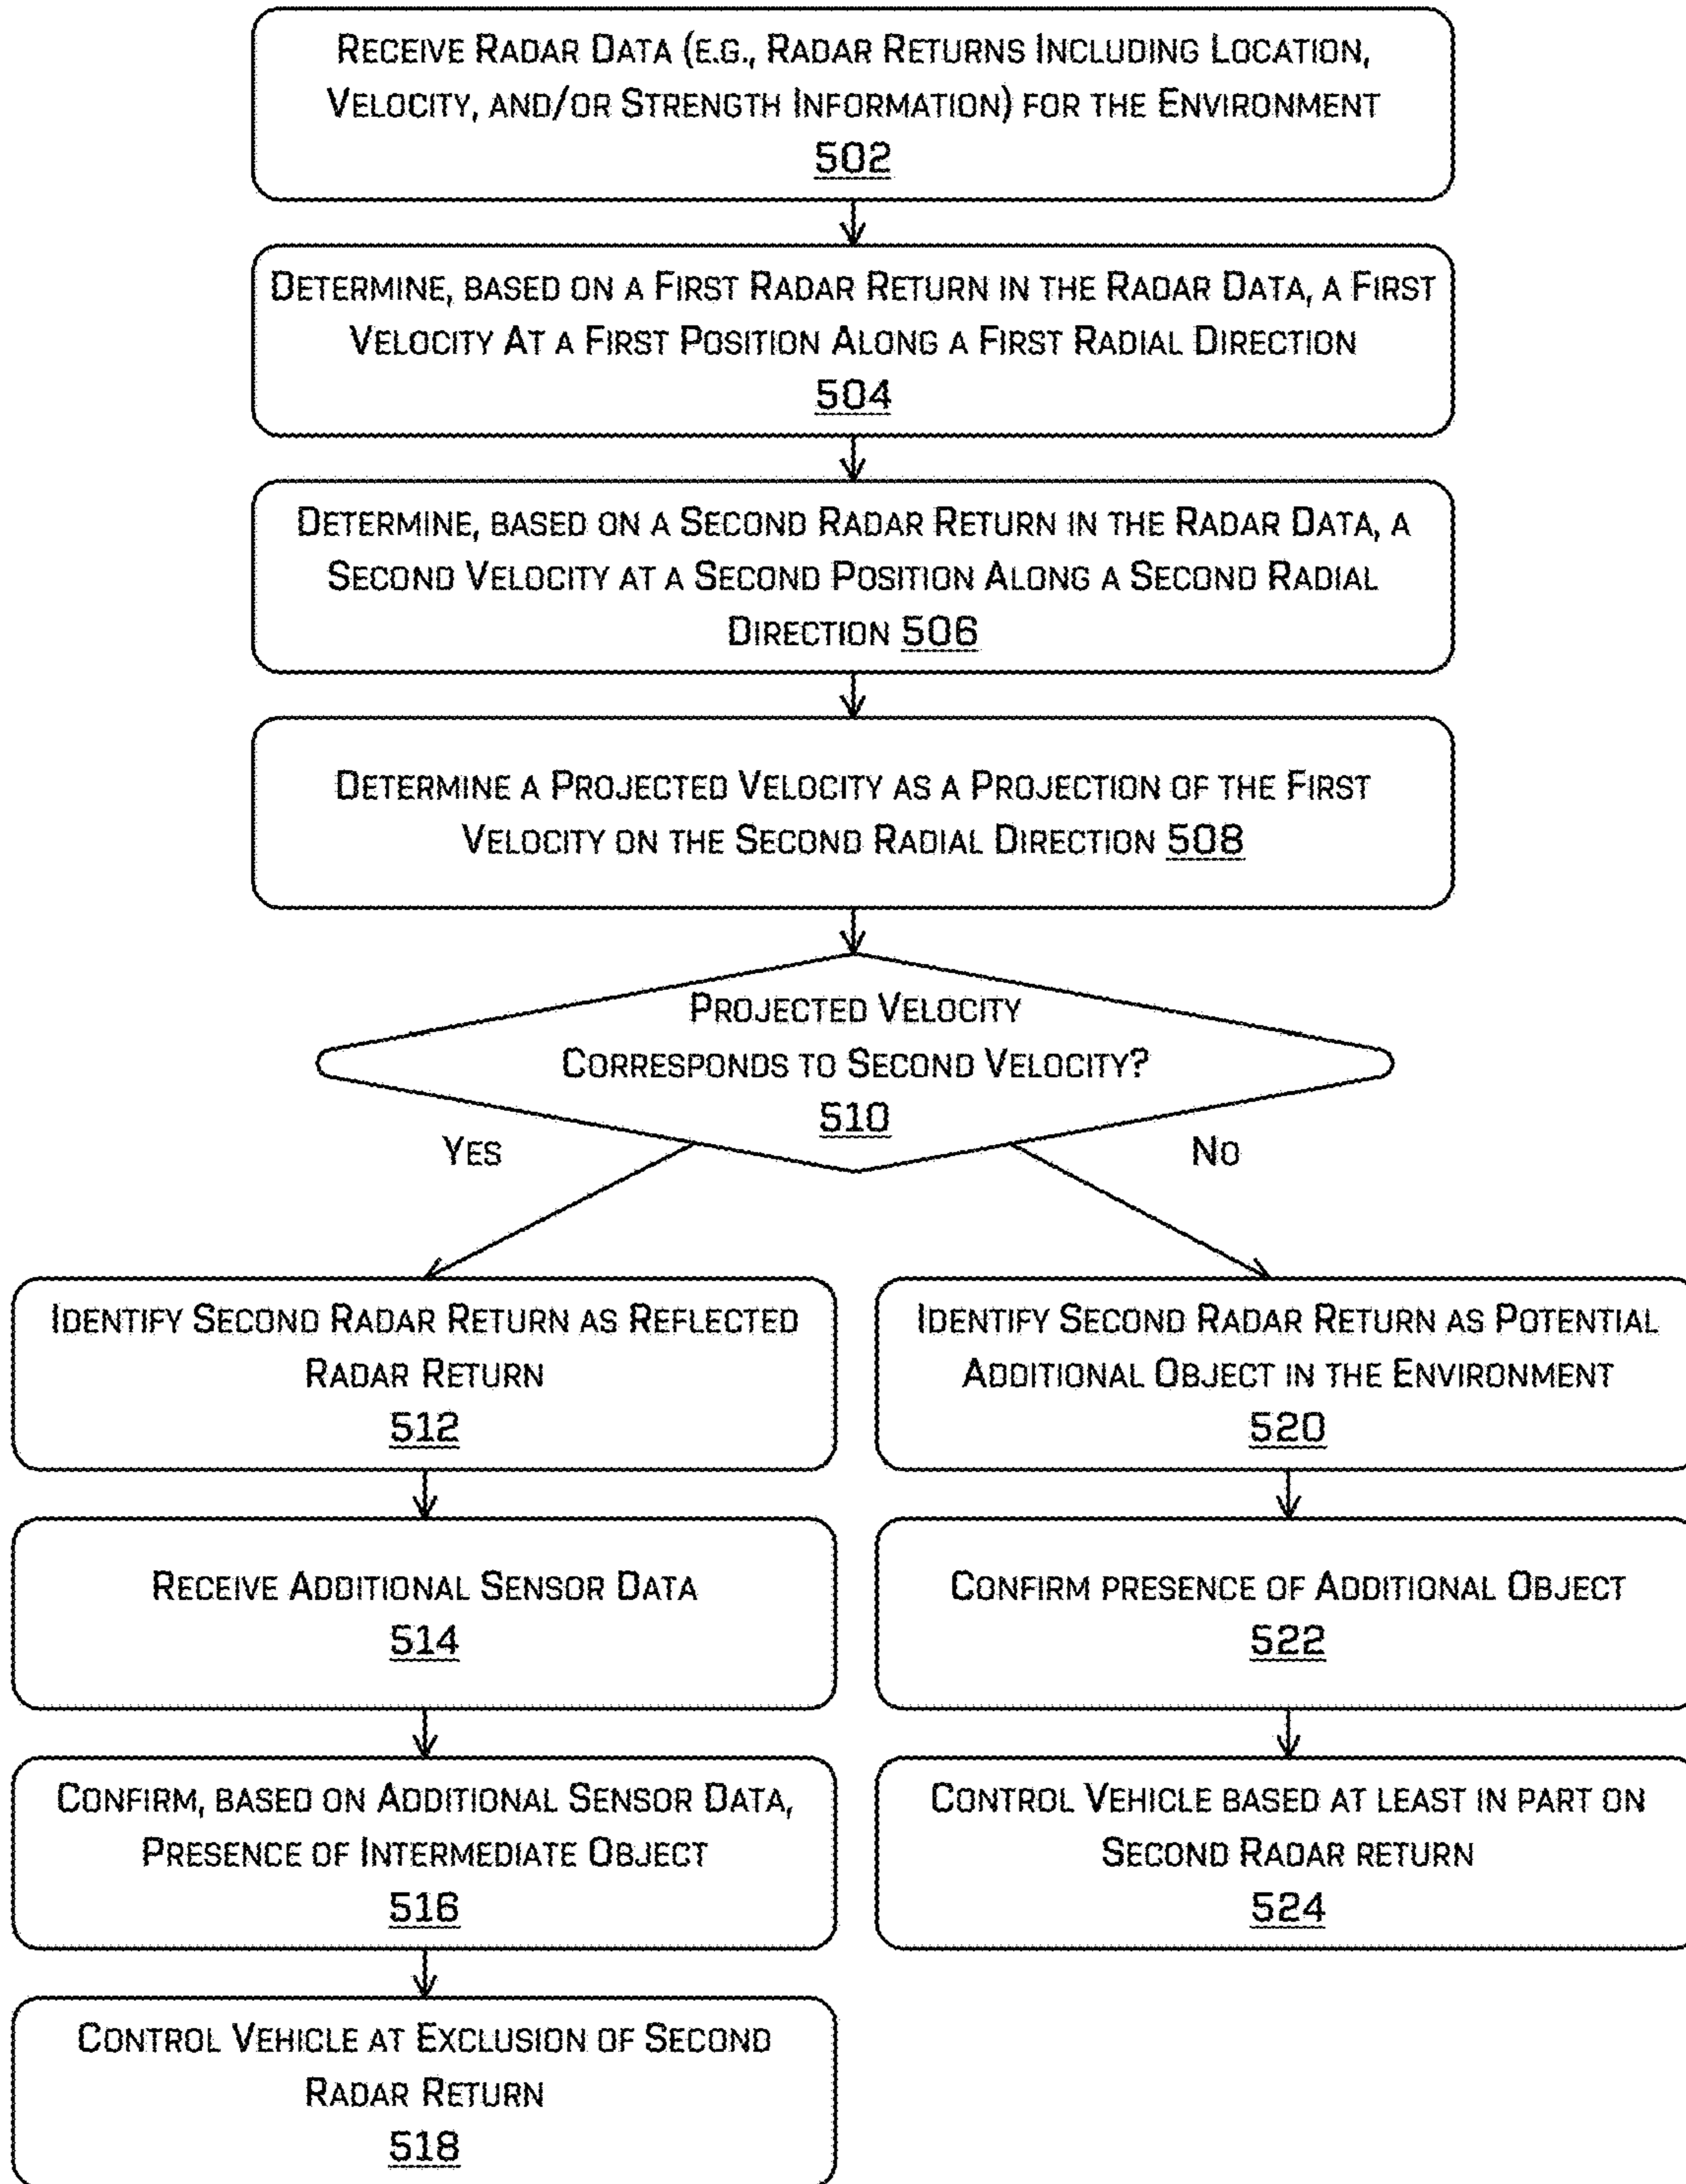 RECEIVE RADAR DATA (E.G., RADAR RETURNS INCLUDING LOCATION,
VELOCITY, AND/OR STRENGTH INFORMATION) FOR THE ENVIRONMENT
502
DETERMINE, BASED ON A FIRST RADAR RETURN IN THE RADAR DATA, A FIRST
VELOCITY AT A FIRST POSITION ALONG A FIRST RADIAL DIRECTION
504
DETERMINE, BASED ON A SECOND RADAR RETURN IN THE RADAR DATA, A
SECOND VELOCITY AT A SECOND POSITION ALONG A SECOND RADIAL
DIRECTION 506
DETERMINE A PROJECTED VELOCITY AS A PROJECTION OF THE FIRST
VELOCITY ON THE SECOND RADIAL DIRECTION 508
PROJECTED VELOCITY
CORRESPONDS TO SECOND VELOCITY?
510
YES
NO
IDENTIFY SECOND RADAR RETURN AS REFLECTED
RADAR RETURN
512
RECEIVE ADDITIONAL SENSOR DATA
514
CONFIRM, BASED ON ADDITIONAL SENSOR DATA,
PRESENCE OF INTERMEDIATE OBJECT
516
CONTROL VEHICLE AT EXCLUSION OF SECOND
RADAR RETURN
518
IDENTIFY SECOND RADAR RETURN AS POTENTIAL
ADDITIONAL OBJECT IN THE ENVIRONMENT
520
CONFIRM PRESENCE OF ADDITIONAL OBJECT
522
CONTROL VEHICLE BASED AT LEAST IN PART ON
SECOND RADAR RETURN
524